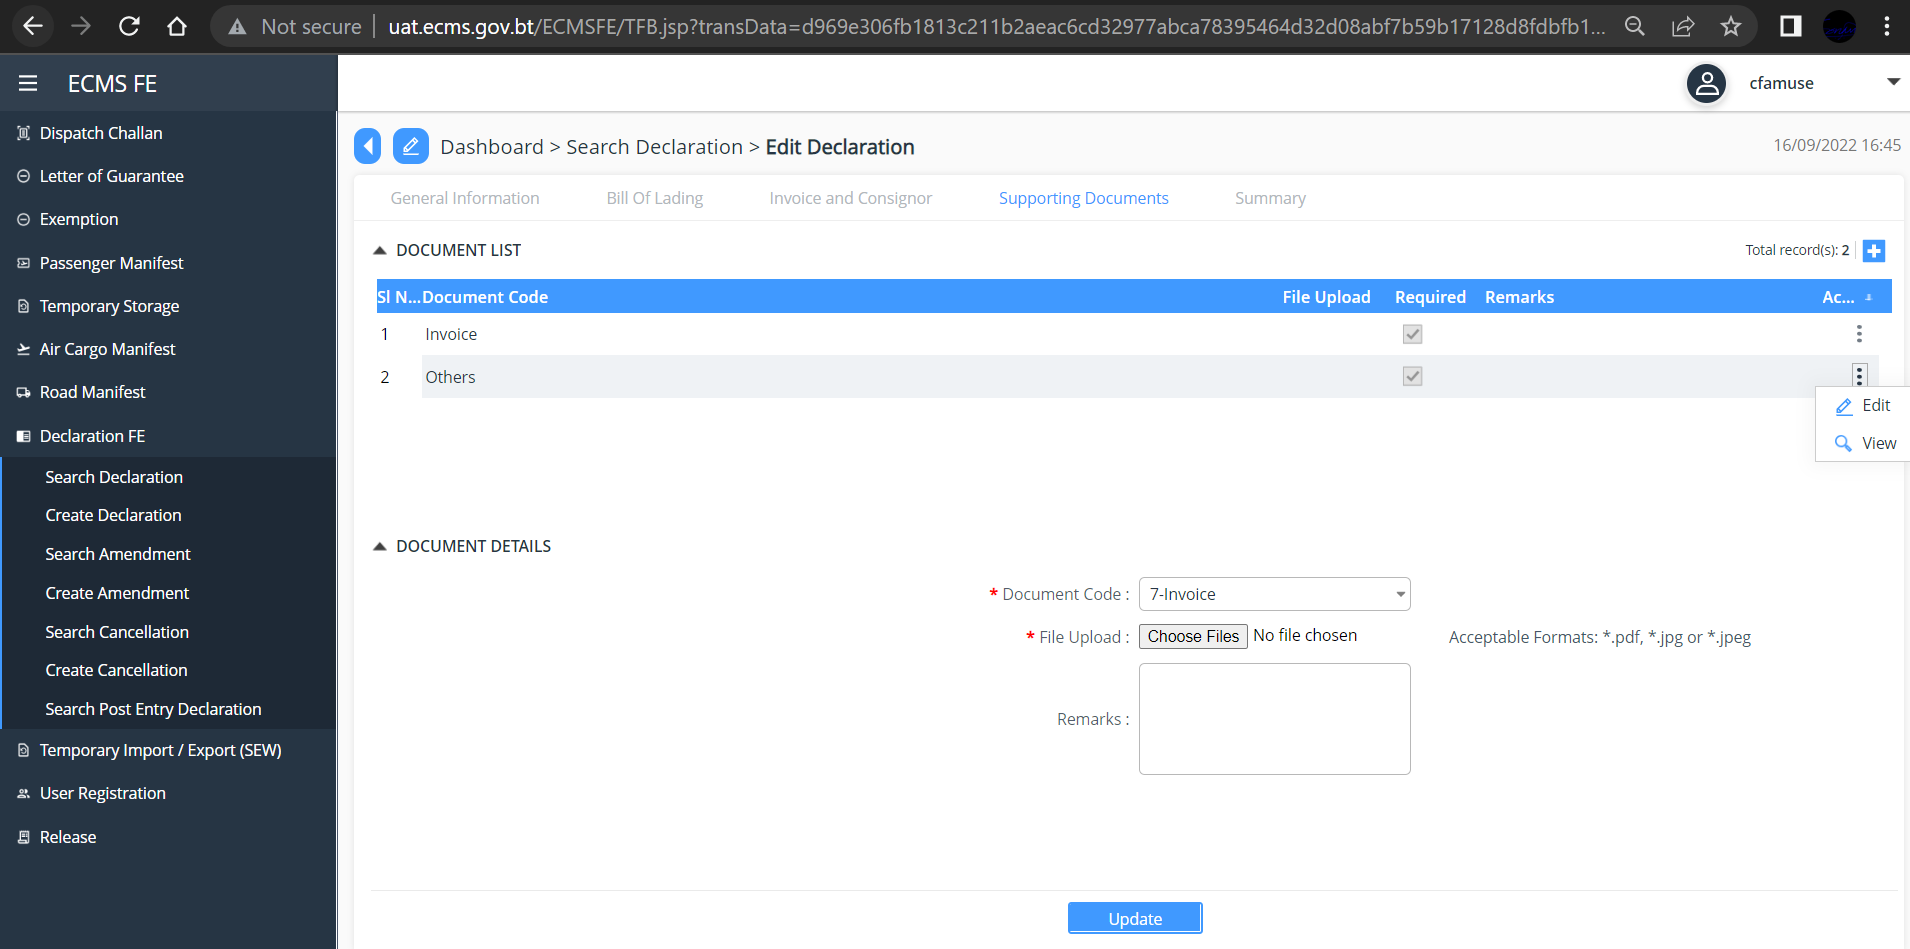 Not secure | uat.ecms.gov.bt/ECMSFE/TFB.jsp?transData=d969e306fb1813c211b2aeac6cd32977abca78395464d32d08abf7b59b17128d8fdbfb1...
ECMS FE
cfamuse
Dispatch Challan
Letter of Guarantee
Exemption
Passenger Manifest
Temporary Storage
Air Cargo Manifest
Road Manifest
Declaration FE
Search Declaration
Create Declaration
Search Amendment
Create Amendment
Search Cancellation
Create Cancellation
Search Post Entry Declaration
Temporary Import / Export (SEW)
User Registration
Release
Dashboard > Search Declaration > Edit Declaration
16/09/2022 16:45
General Information Bill Of Lading Invoice and Consignor Supporting Documents Summary
DOCUMENT LIST
Total record(s): 2
Sl N... Document Code File Upload Required Remarks Ac...
1 Invoice
2 Others
Edit
View
DOCUMENT DETAILS
* Document Code : 7-Invoice
* File Upload : Choose Files No file chosen Acceptable Formats: *.pdf, *.jpg or *.jpeg
Remarks :
Update